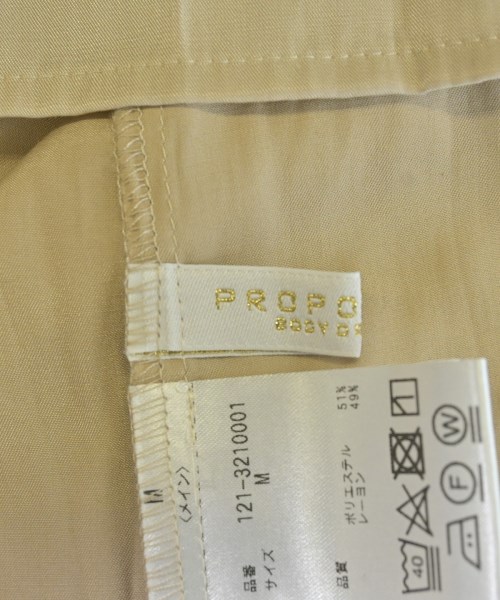 PROPO
BODY D
M
(メイン)
品番 121-3210001
サイズ M
品質 ポリエステル 51%
レーヨン 49%
40
F
W